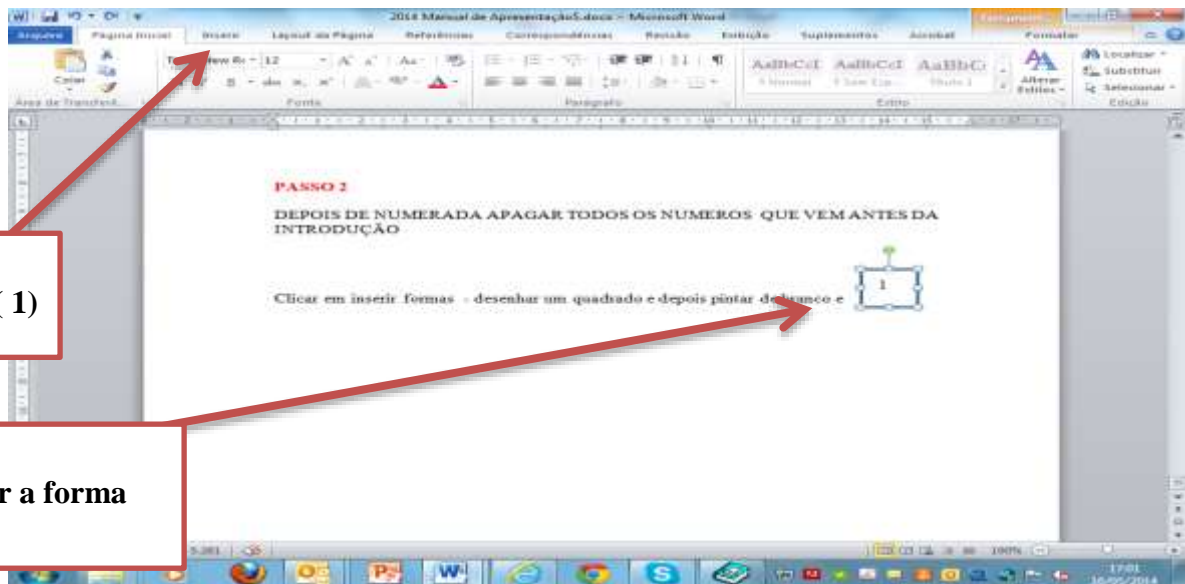 2014 Manual de Apresentação5.docx - Microsoft Word
Arquivo Página Inicial Inserir Layout da Página Referências Correspondências Revisão Exibição Suplementos Acrobat Formatar
12
Colar
AaBbCcI AaBbCcI AaBbC
Alterar Estilos
Localizar
Substituir
Selecionar
Fonte Parágrafo Estilo Edição
PASSO 2
DEPOIS DE NUMERADA APAGAR TODOS OS NUMEROS QUE VEM ANTES DA
INTRODUÇÃO
1
Clicar em inserir formas - desenhar um quadrado e depois pintar de branco e
( 1)
r a forma
100%
17:01